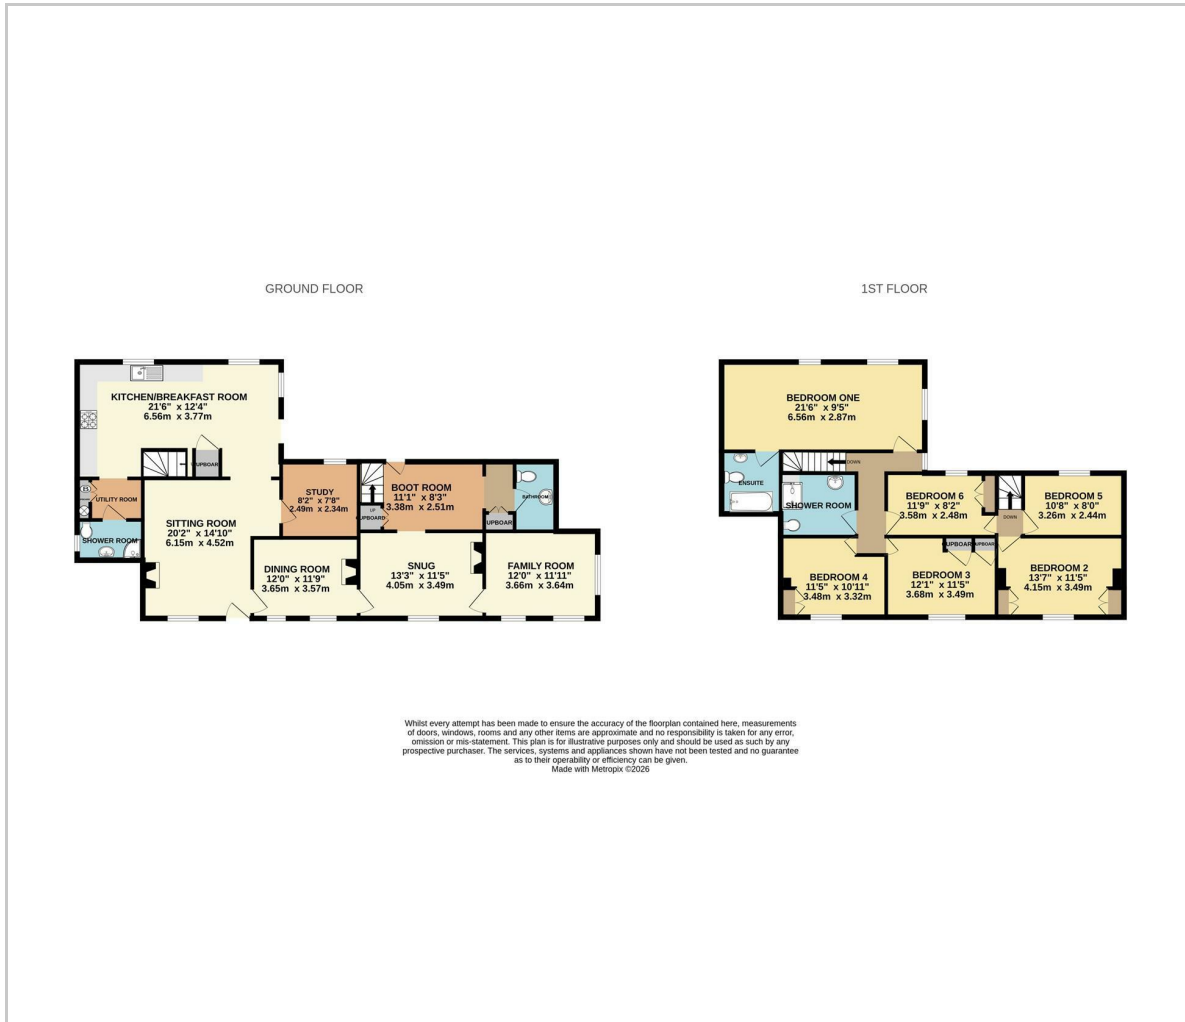 GROUND FLOOR
KITCHEN/BREAKFAST ROOM
21'6" x 12'4"
6.56m x 3.77m
CUPBOARD
B
UTILITY ROOM
SHOWER ROOM
SITTING ROOM
20'2" x 14'10"
6.15m x 4.52m
STUDY
8'2" x 7'8"
2.49m x 2.34m
UP
CUPBOARD
BOOT ROOM
11'1" x 8'3"
3.38m x 2.51m
CUPBOARD
BATHROOM
DINING ROOM
12'0" x 11'9"
3.65m x 3.57m
SNUG
13'3" x 11'5"
4.05m x 3.49m
FAMILY ROOM
12'0" x 11'11"
3.66m x 3.64m
1ST FLOOR
BEDROOM ONE
21'6" x 9'5"
6.56m x 2.87m
DOWN
ENSUITE
SHOWER ROOM
BEDROOM 6
11'9" x 8'2"
3.58m x 2.48m
DOWN
BEDROOM 5
10'8" x 8'0"
3.26m x 2.44m
BEDROOM 4
11'5" x 10'11"
3.48m x 3.32m
CUPBOARD
CUPBOARD
BEDROOM 3
12'1" x 11'5"
3.68m x 3.49m
BEDROOM 2
13'7" x 11'5"
4.15m x 3.49m
Whilst every attempt has been made to ensure the accuracy of the floorplan contained here, measurements
of doors, windows, rooms and any other items are approximate and no responsibility is taken for any error,
omission or mis-statement. This plan is for illustrative purposes only and should be used as such by any
prospective purchaser. The services, systems and appliances shown have not been tested and no guarantee
as to their operability or efficiency can be given.
Made with Metropix ©2026